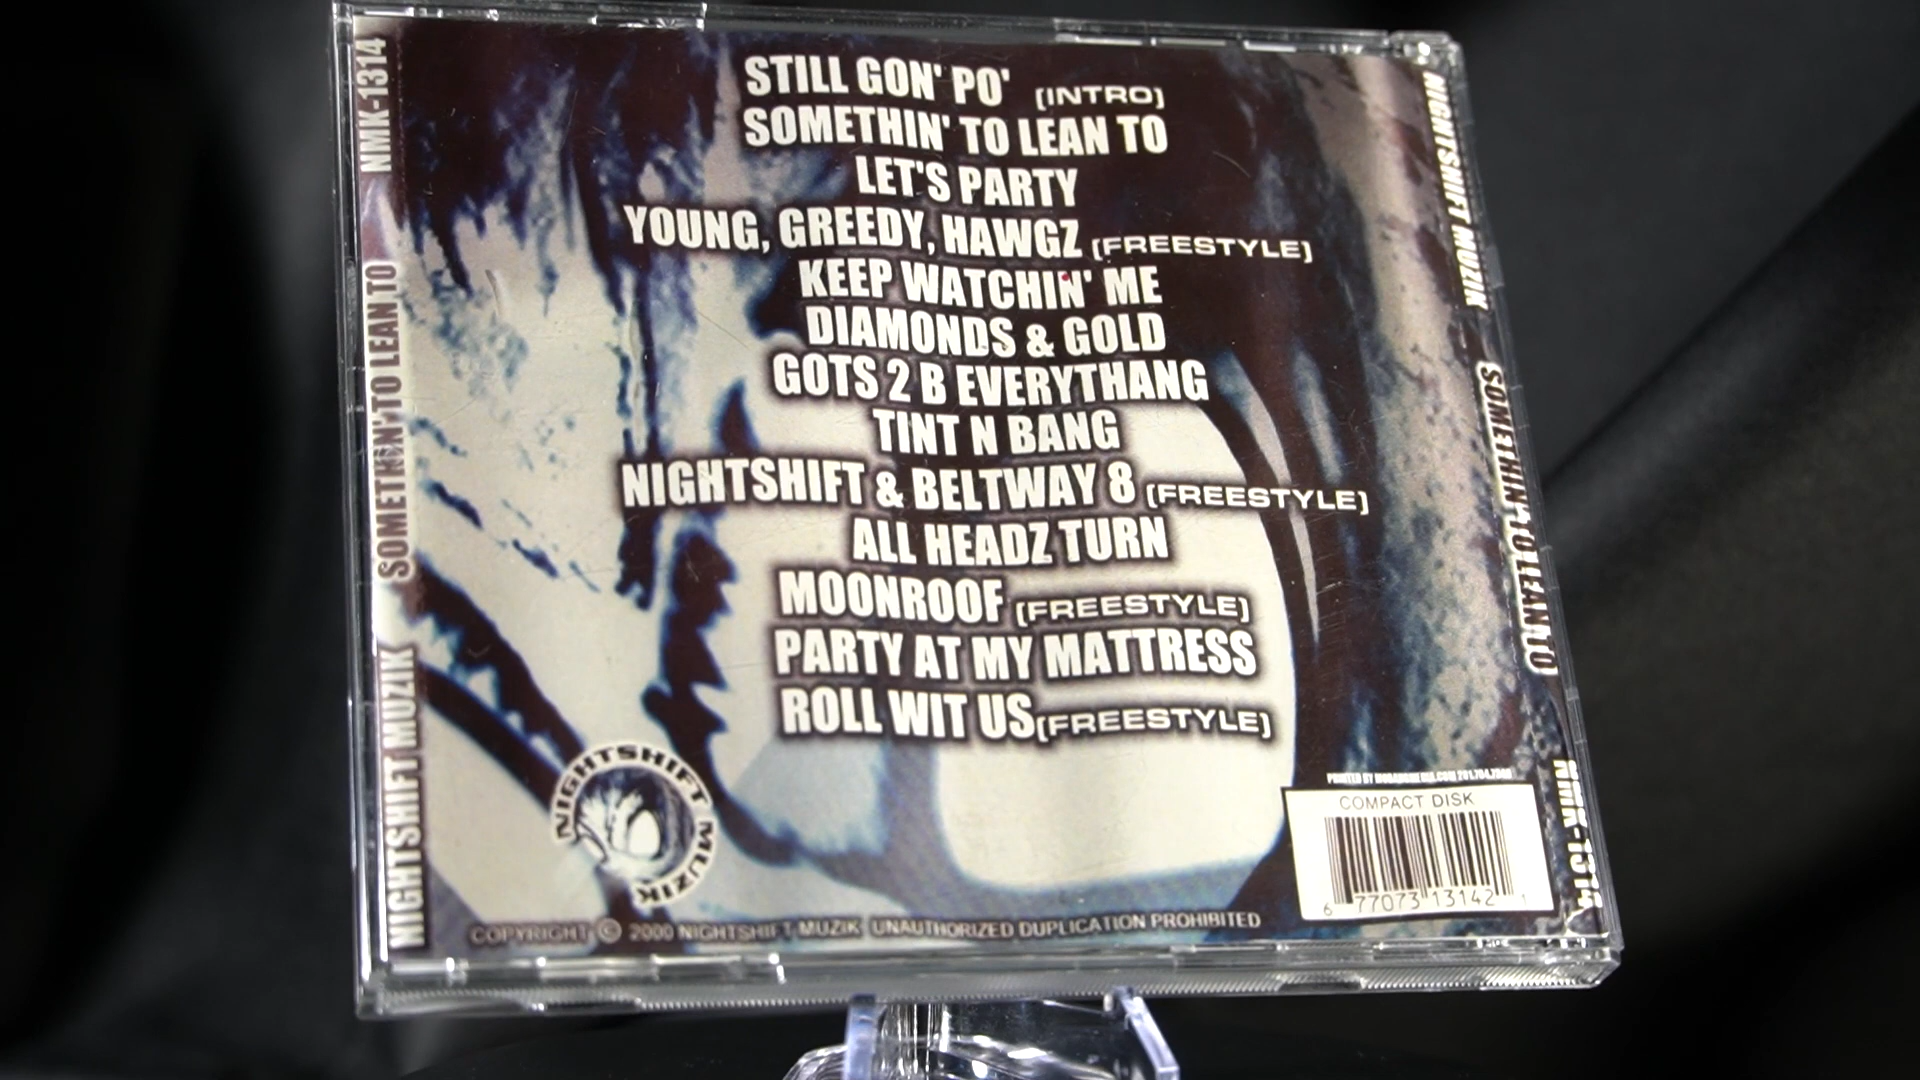 NMK-1314
SOMETHIN' TO LEAN TO
NIGHTSHIFT MUZIK
STILL GON' PO' [INTRO]
SOMETHIN' TO LEAN TO
LET'S PARTY
YOUNG, GREEDY, HAWGZ [FREESTYLE]
KEEP WATCHIN' ME
DIAMONDS & GOLD
GOTS 2 B EVERYTHANG
TINT N BANG
NIGHTSHIFT & BELTWAY 8 [FREESTYLE]
ALL HEADZ TURN
MOONROOF [FREESTYLE]
PARTY AT MY MATTRESS
ROLL WIT US [FREESTYLE]
NIGHTSHIFT MUZIK
COPYRIGHT © 2000 NIGHTSHIFT MUZIK UNAUTHORIZED DUPLICATION PROHIBITED
PRINTED BY
COMPACT DISK
6 77073 13142 1
NIGHTSHIFT MUZIK
SOMETHIN' TO LEAN TO
NMK-1314